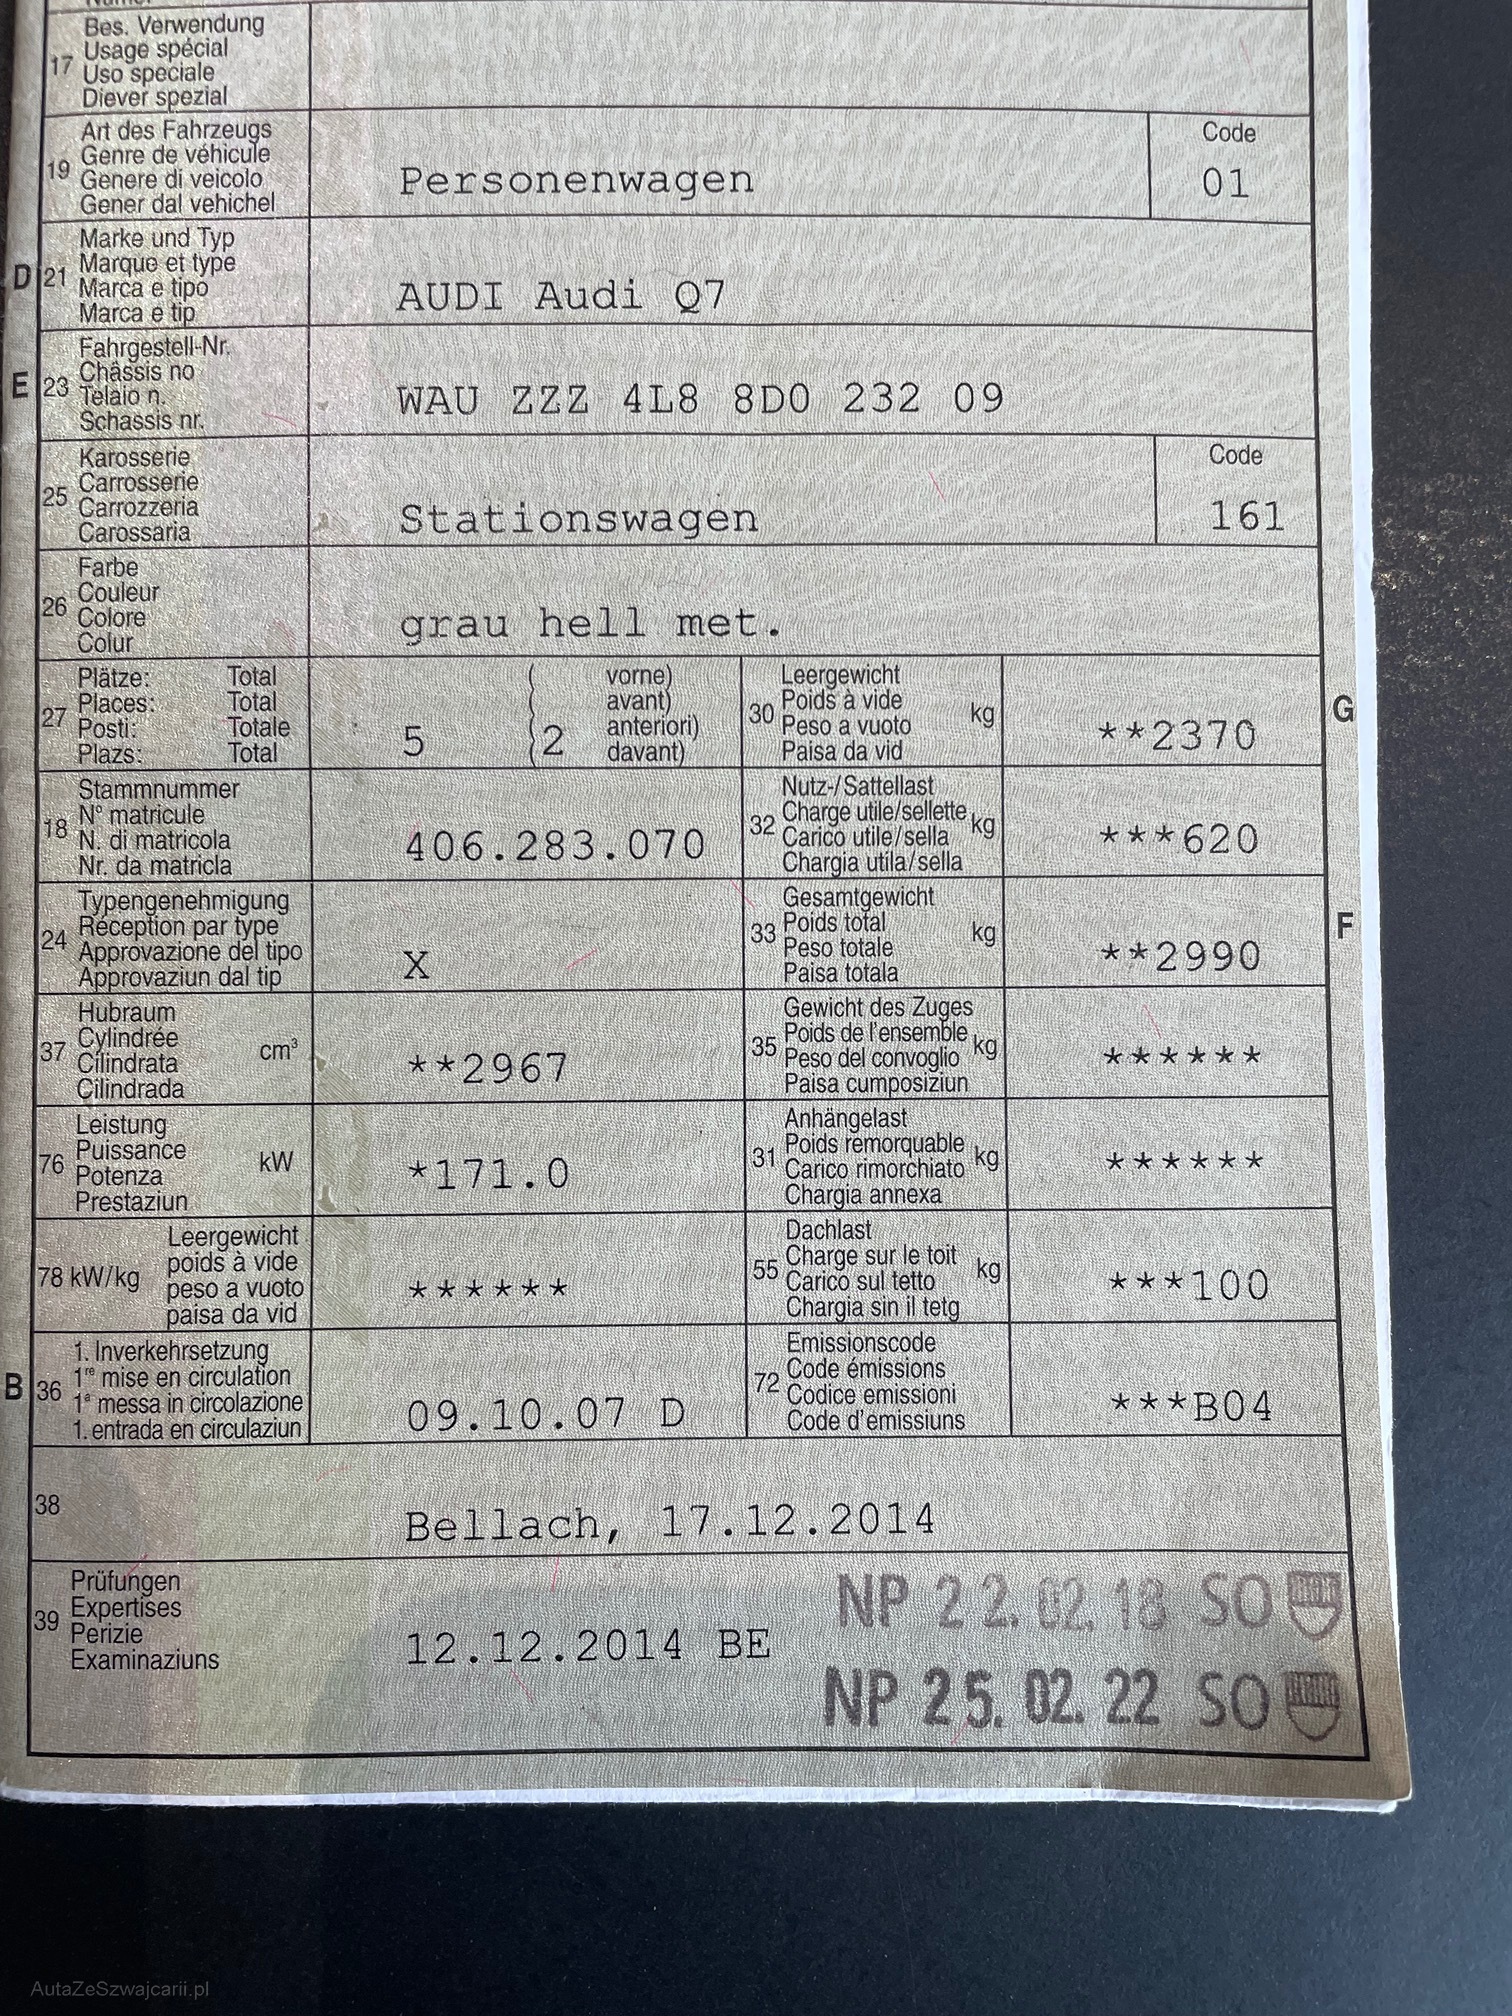 17
Bes. Verwendung
Usage spécial
Uso speciale
Diever spezial
19
Art des Fahrzeugs
Genre de véhicule
Genere di veicolo
Gener dal vehichel
Personenwagen
Code
01
D
21
Marke und Typ
Marque et type
Marca e tipo
Marca e tip
AUDI Audi Q7
E
23
Fahrgestell-Nr.
Châssis no
Telaio n.
Schassis nr.
WAU ZZZ 4L8 8D0 232 09
25
Karosserie
Carrosserie
Carrozzeria
Carossaria
Stationswagen
Code
161
26
Farbe
Couleur
Colore
Colur
grau hell met.
27
Plätze: Total
Places: Total
Posti: Totale
Plazs: Total
5
(2
vorne)
avant)
anteriori)
davant)
30
Leergewicht
Poids à vide
Peso a vuoto
Paisa da vid
kg
**2370
G
18
Stammnummer
N° matricule
N. di matricola
Nr. da matricla
406.283.070
32
Nutz-/Sattellast
Charge utile/sellette
Carico utile/sella
Chargia utila/sella
kg
***620
24
Typengenehmigung
Réception par type
Approvazione del tipo
Approvaziun dal tip
X
33
Gesamtgewicht
Poids total
Peso totale
Paisa totala
kg
**2990
F
37
Hubraum
Cylindrée
Cilindrata
Cilindrada
cm³
**2967
35
Gewicht des Zuges
Poids de l'ensemble
Peso del convoglio
Paisa cumposiziun
kg
******
76
Leistung
Puissance
Potenza
Prestaziun
kW
*171.0
31
Anhängelast
Poids remorquable
Carico rimorchiato
Chargia annexa
kg
******
78 kW/kg
Leergewicht
poids à vide
peso a vuoto
paisa da vid
******
55
Dachlast
Charge sur le toit
Carico sul tetto
Chargia sin il tetg
kg
***100
B
36
1. Inverkehrsetzung
1re mise en circulation
1a messa in circolazione
1. entrada en circulaziun
09.10.07 D
72
Emissionscode
Code émissions
Codice emissioni
Code d'emissiuns
***B04
38
Bellach, 17.12.2014
39
Prüfungen
Expertises
Perizie
Examinaziuns
12.12.2014 BE
NP 22.02.18 SO
NP 25.02.22 SO
AutaZeSzwajcarii.pl